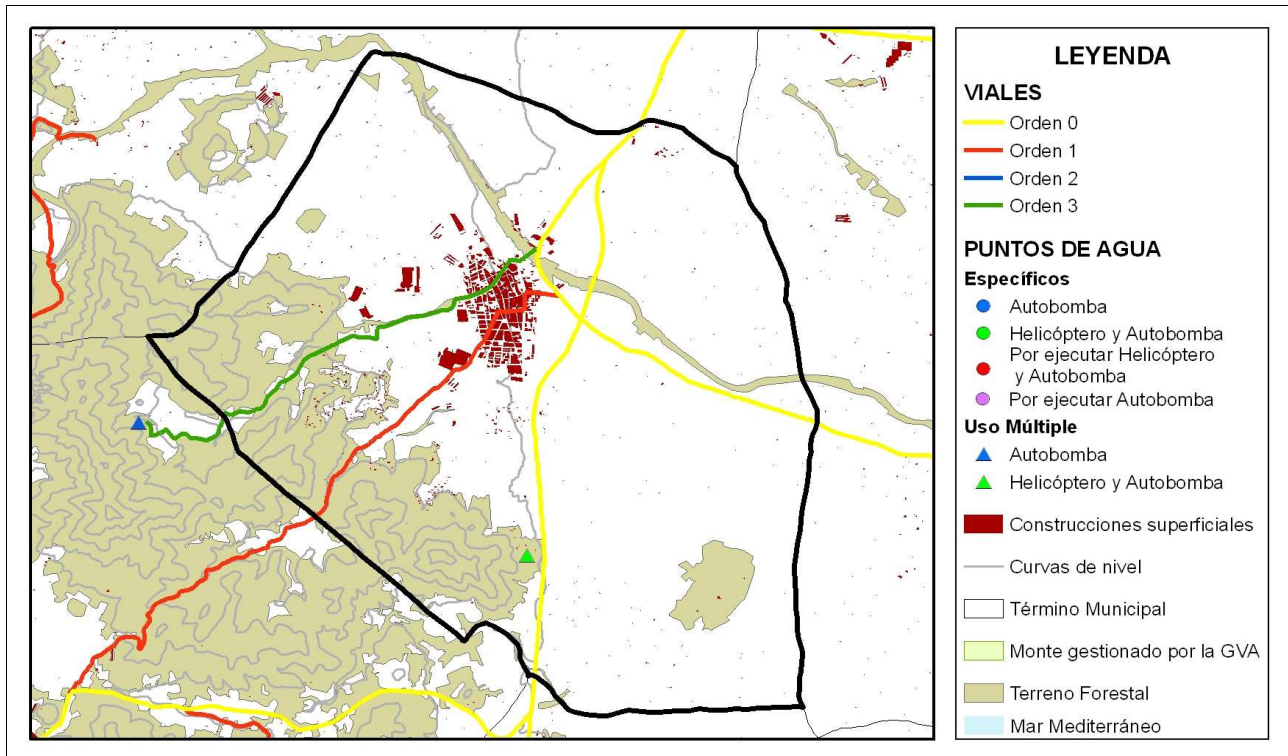 LEYENDA
VIALES
Orden 0
Orden 1
Orden 2
Orden 3
PUNTOS DE AGUA
Específicos
Autobomba
Helicóptero y Autobomba
Por ejecutar Helicóptero
y Autobomba
Por ejecutar Autobomba
Uso Múltiple
Autobomba
Helicóptero y Autobomba
Construcciones superficiales
Curvas de nivel
Término Municipal
Monte gestionado por la GVA
Terreno Forestal
Mar Mediterráneo